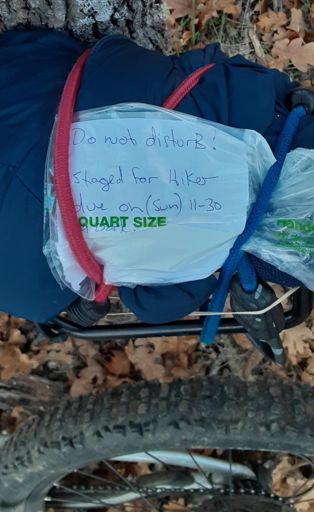 Do not disturB!
staged for Hiker
due on (Sun) 11-30
QUART SIZE